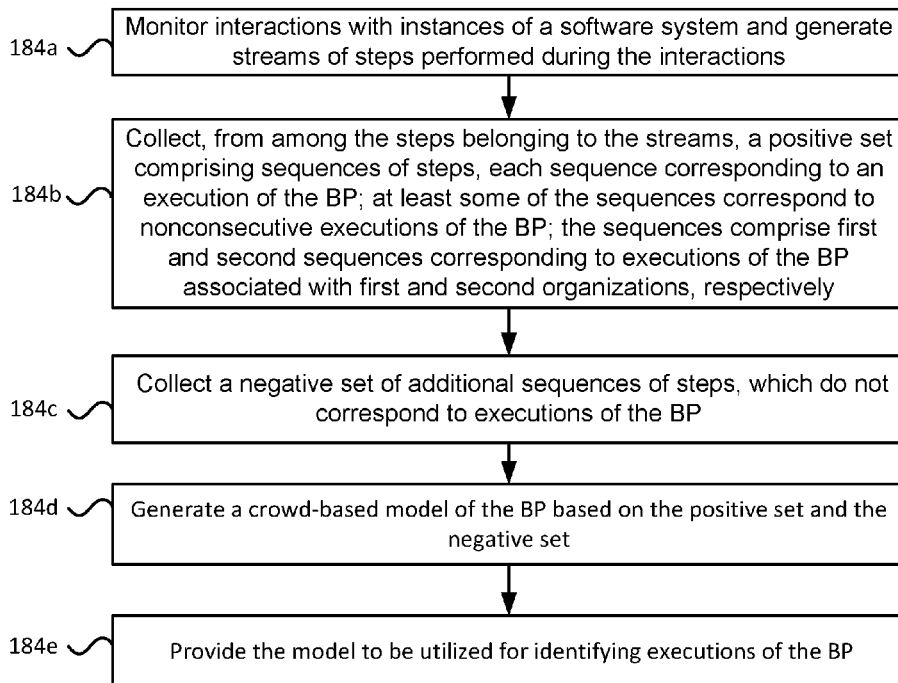 184a
Monitor interactions with instances of a software system and generate
streams of steps performed during the interactions
184b
Collect, from among the steps belonging to the streams, a positive set
comprising sequences of steps, each sequence corresponding to an
execution of the BP; at least some of the sequences correspond to
nonconsecutive executions of the BP; the sequences comprise first
and second sequences corresponding to executions of the BP
associated with first and second organizations, respectively
184c
Collect a negative set of additional sequences of steps, which do not
correspond to executions of the BP
184d
Generate a crowd-based model of the BP based on the positive set and the
negative set
184e
Provide the model to be utilized for identifying executions of the BP